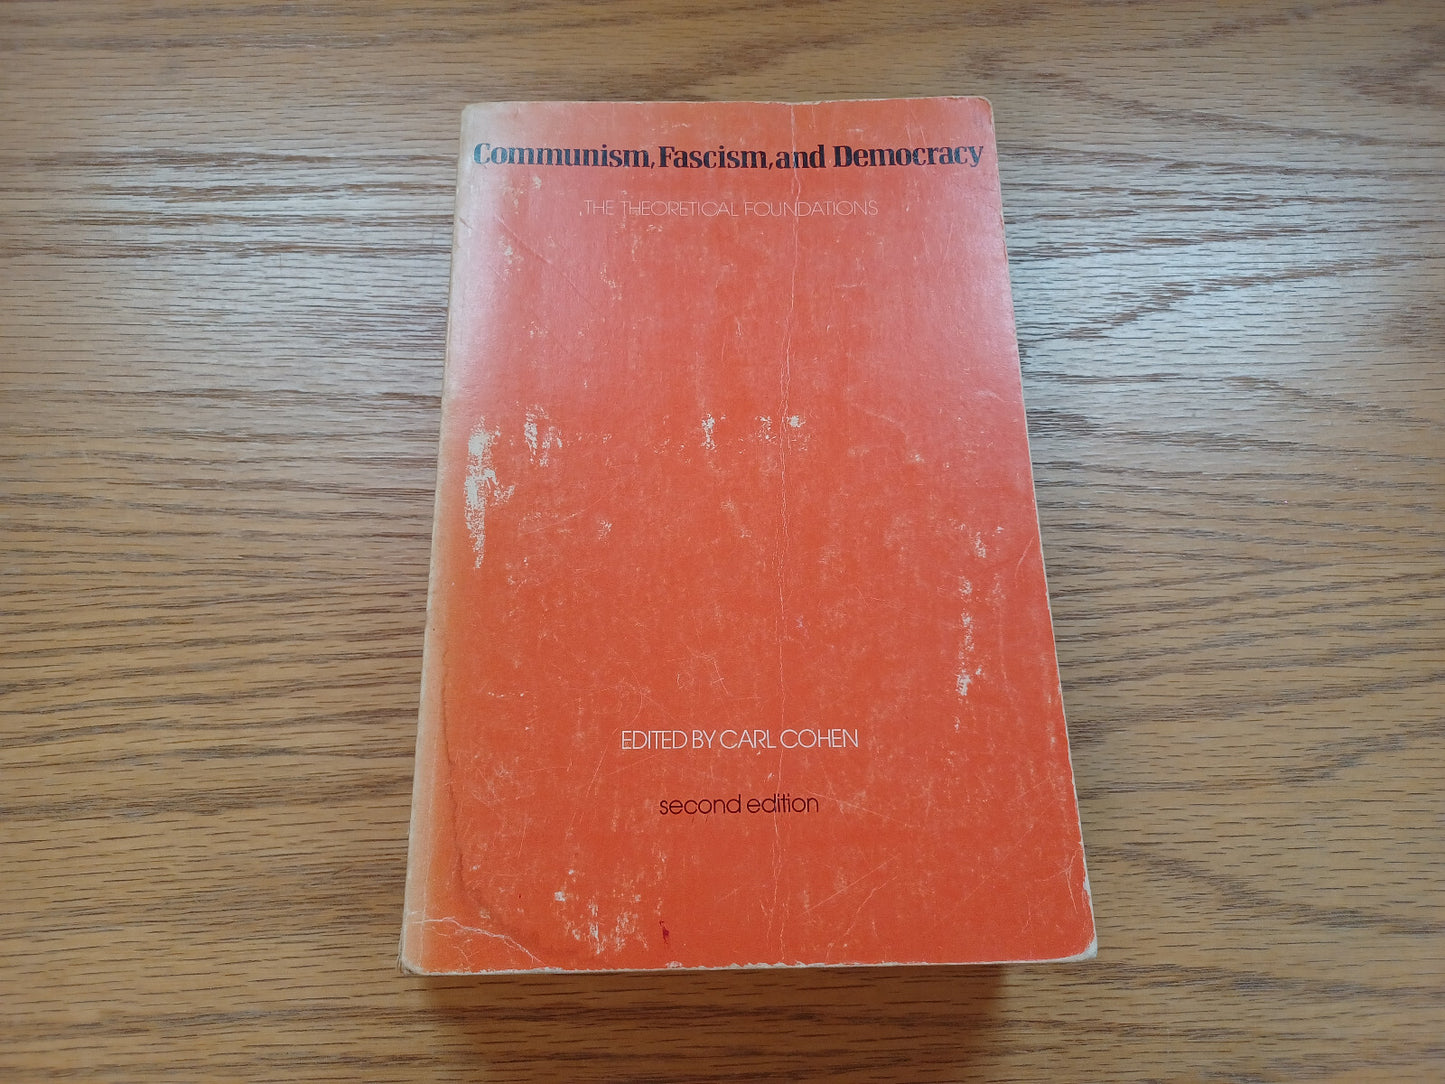 Communism, Fascism, and Democracy
THE THEORETICAL FOUNDATIONS
EDITED BY CARL COHEN
second edition